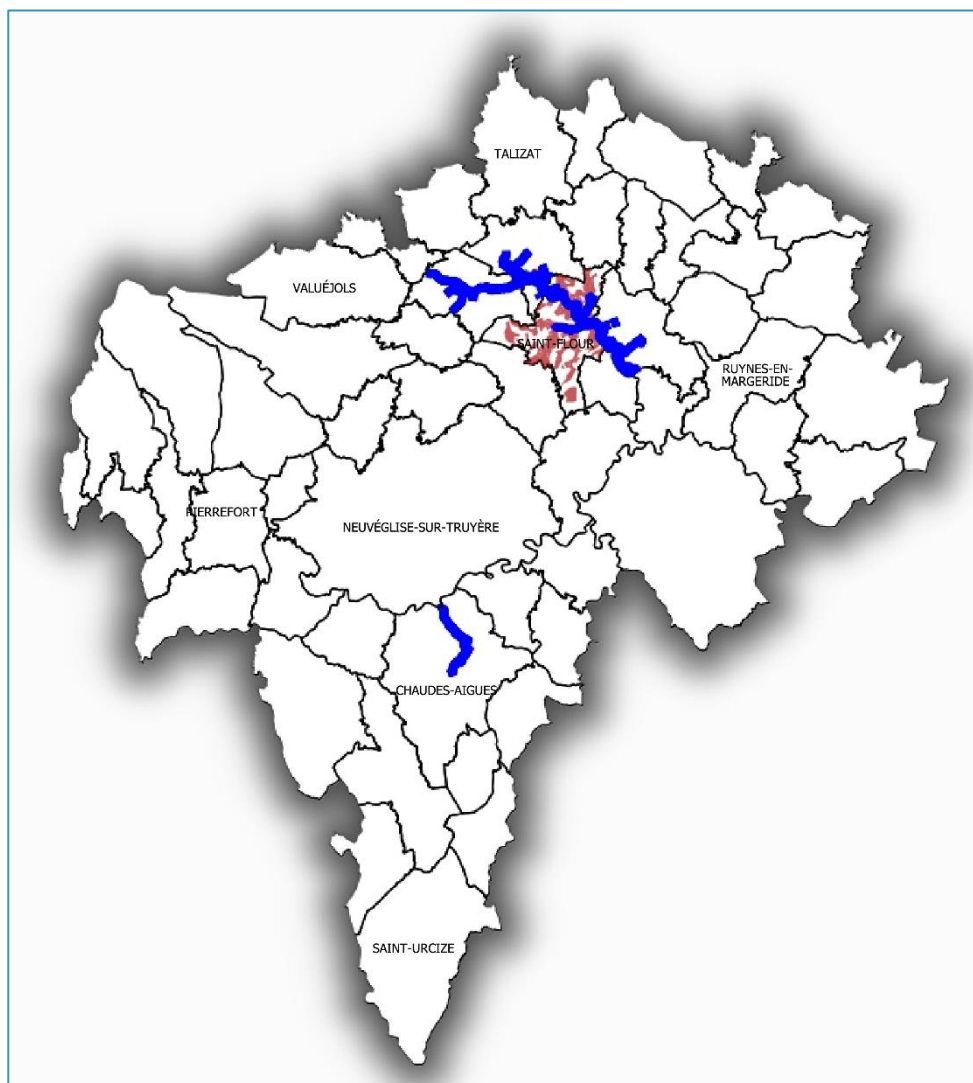 TALIZAT
VALUÉJOLS
SAINT-FLOUR
RUYNES-EN-
MARGERIDE
PIERREFORT
NEUVÉGLISE-SUR-TRUYÈRE
CHAUDES-AIGUES
SAINT-URCIZE